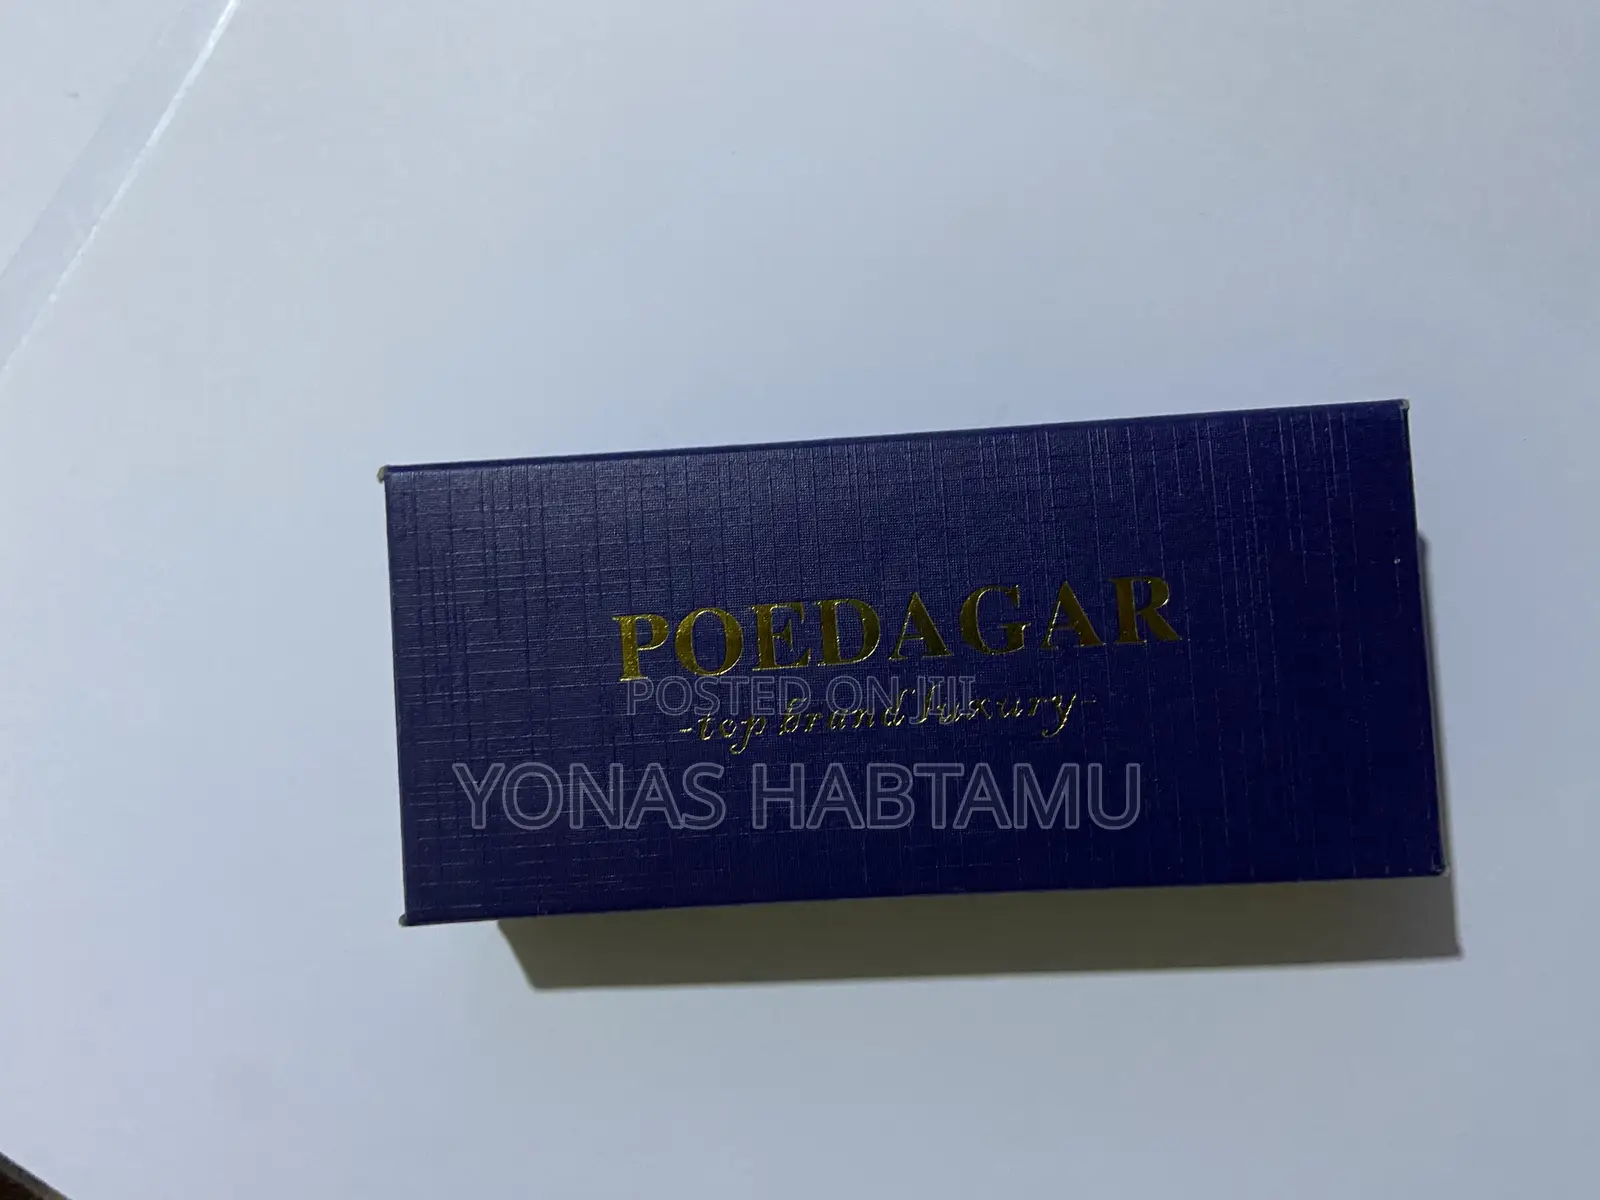 POEDAGAR
POSTED ON JIJI
-top brand luxury-
YONAS HABTAMU